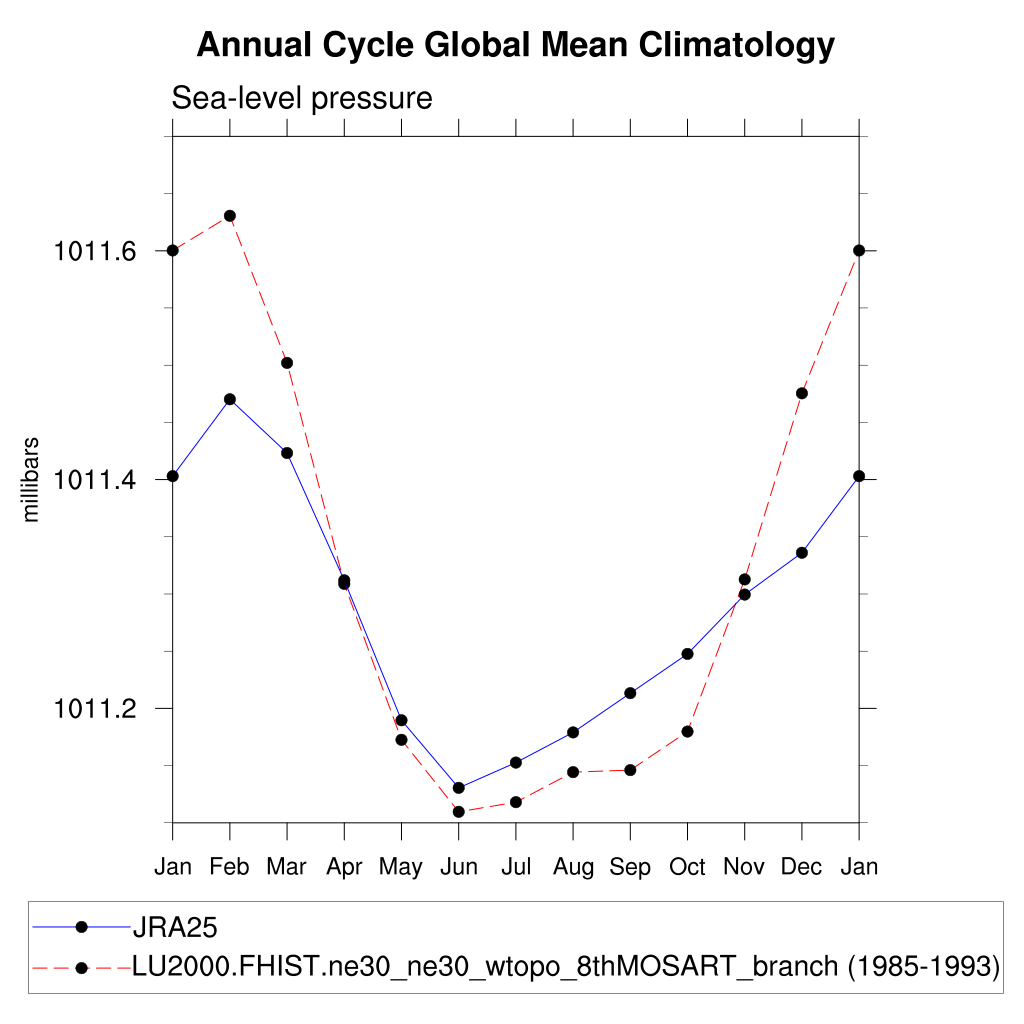 Annual Cycle Global Mean Climatology
Sea-level pressure
1011.6
1011.4
1011.2
millibars
Jan Feb Mar Apr May Jun Jul Aug Sep Oct Nov Dec Jan
JRA25
LU2000.FHIST.ne30_ne30_wtopo_8thMOSART_branch (1985-1993)